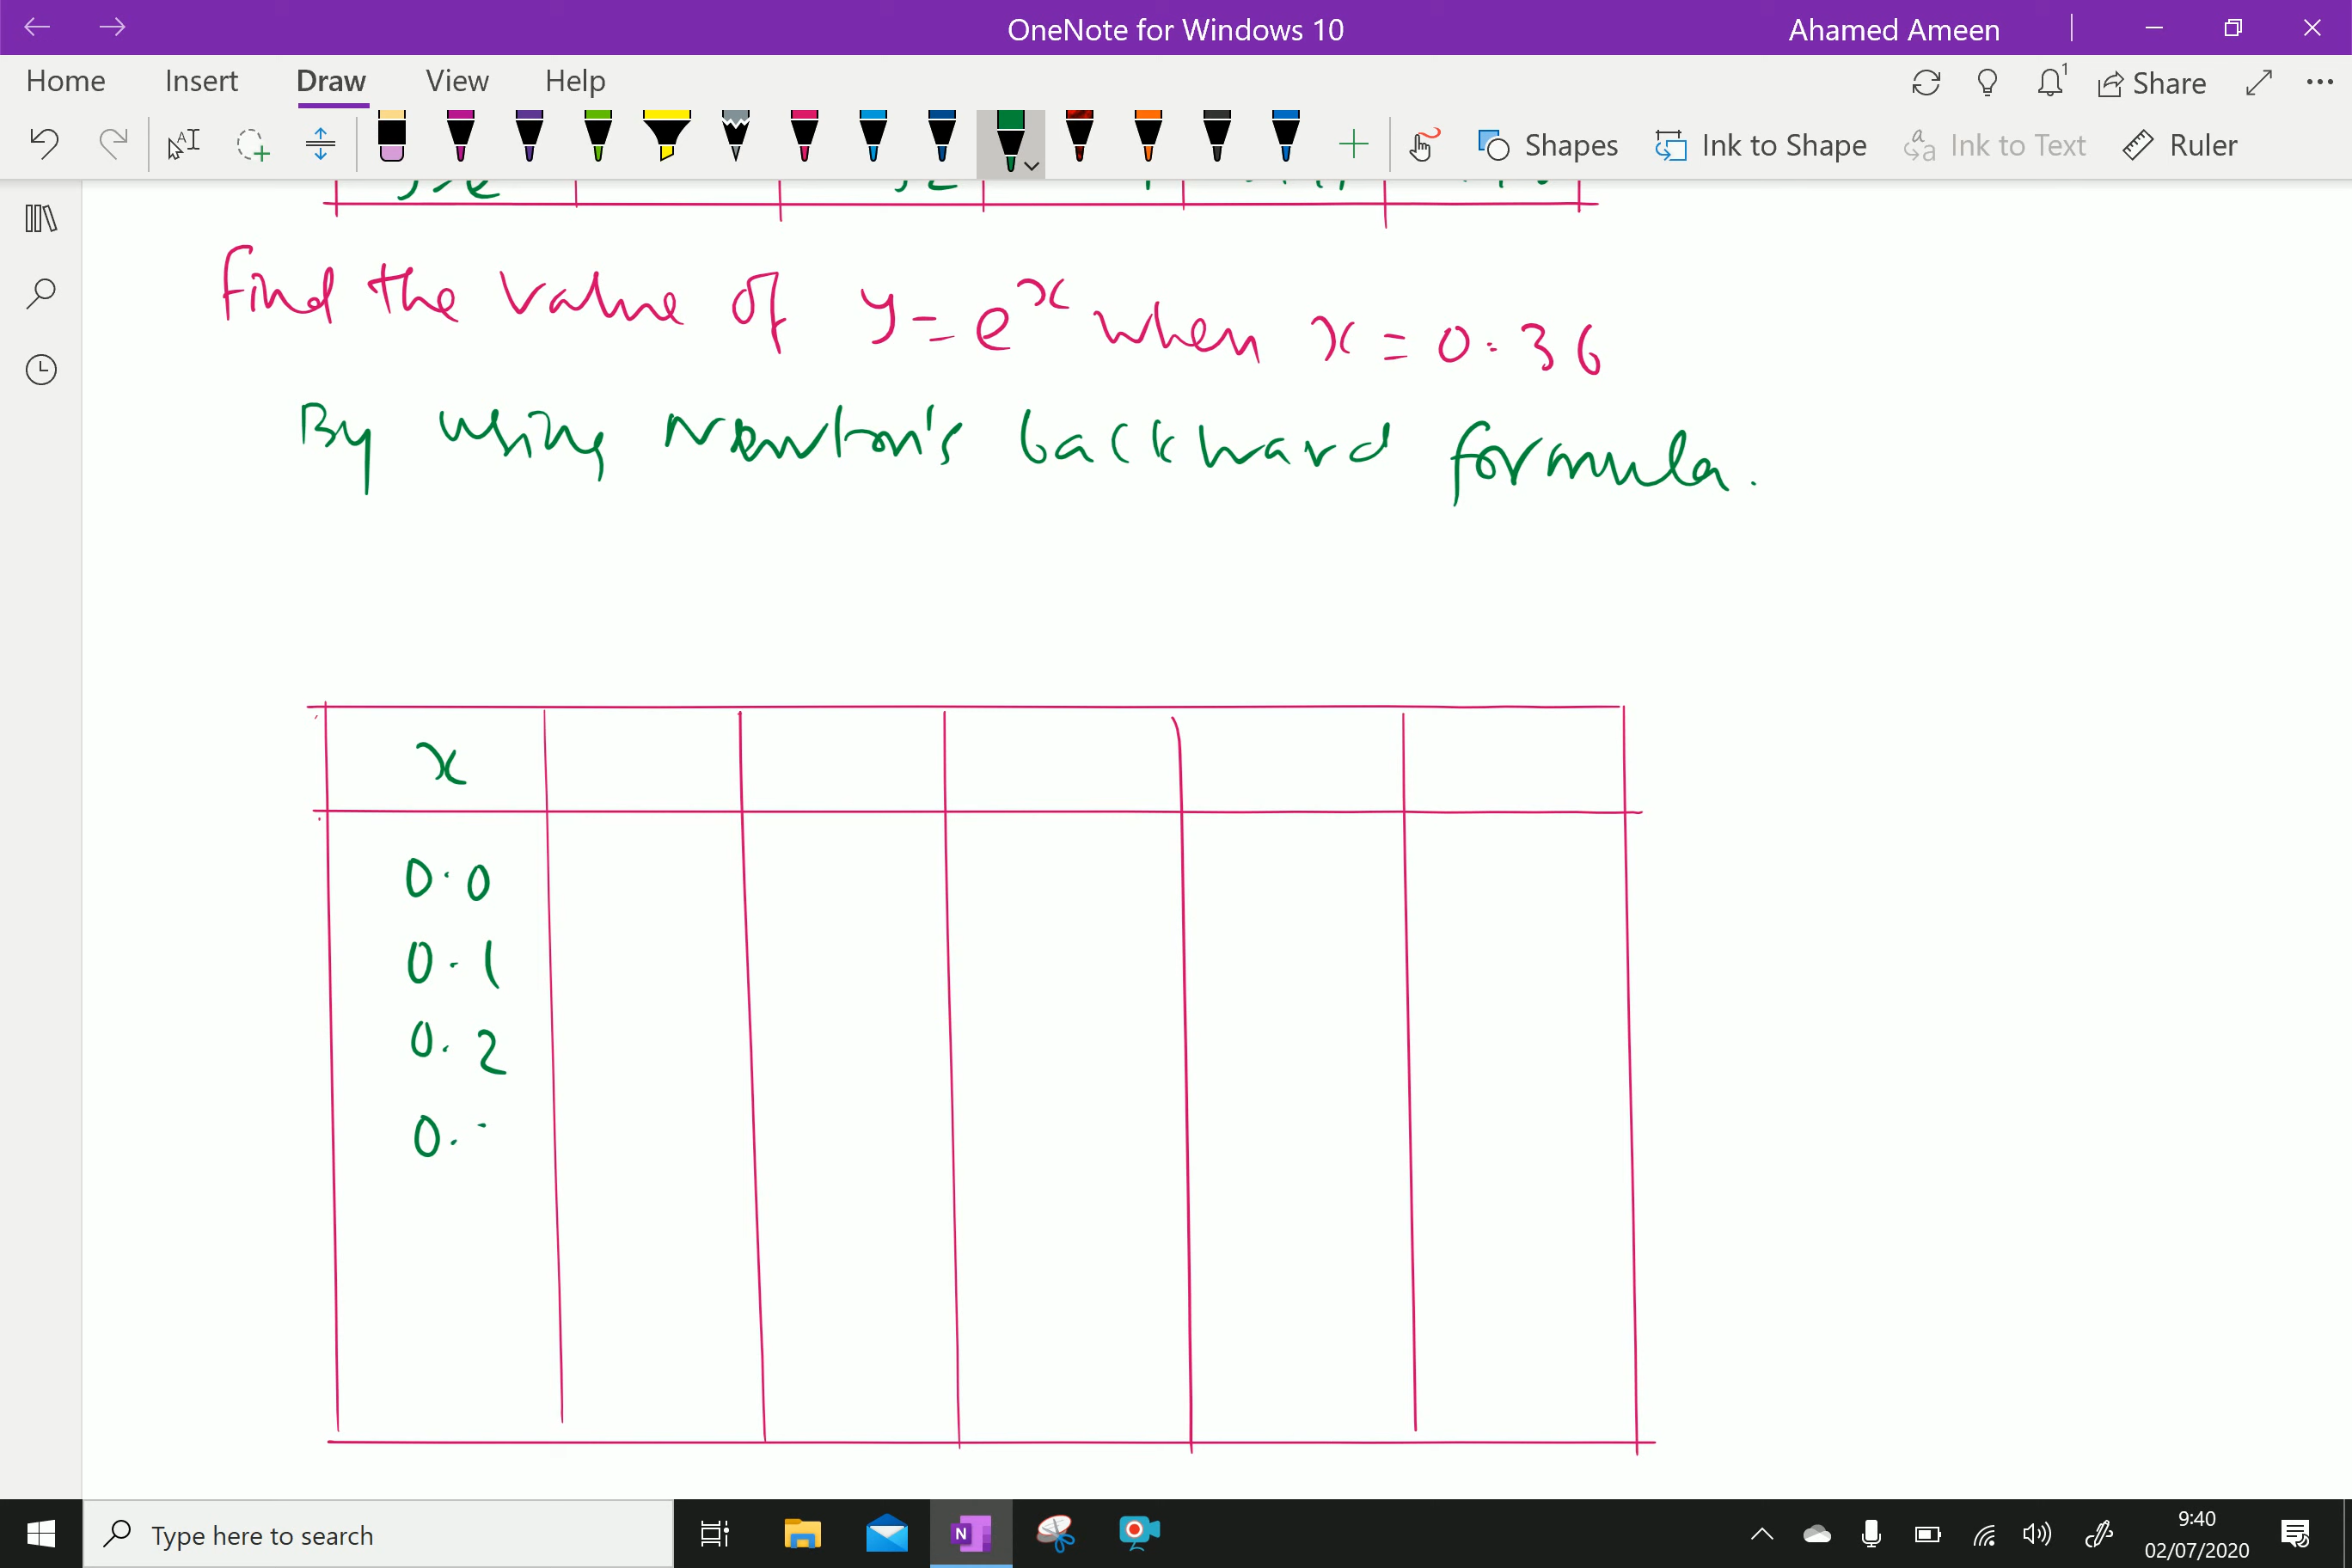 OneNote for Windows 10
Ahamed Ameen
Home Insert Draw View Help
1
Share
Shapes
Ink to Shape
Ink to Text
Ruler
Find the value of y = e^x when x = 0.36
By using Newton's backward formula.
x
0.0
0.1
0.2
0.
Type here to search
N
9:40
02/07/2020